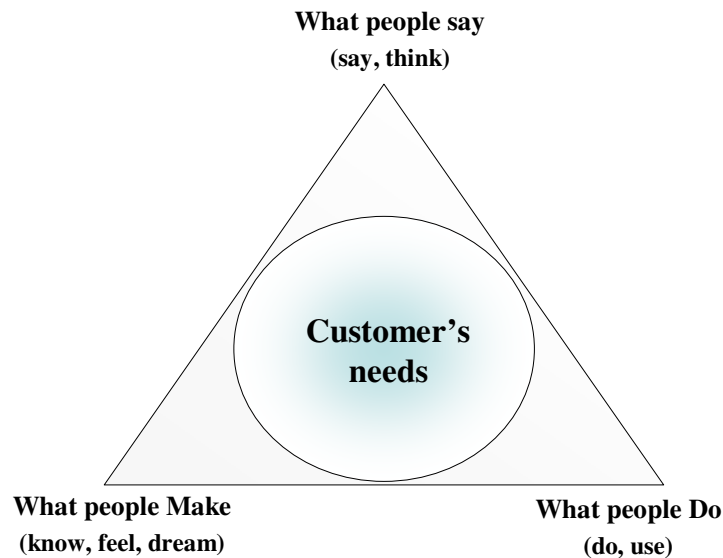 What people say
(say, think)
Customer's
needs
What people Make
(know, feel, dream)
What people Do
(do, use)